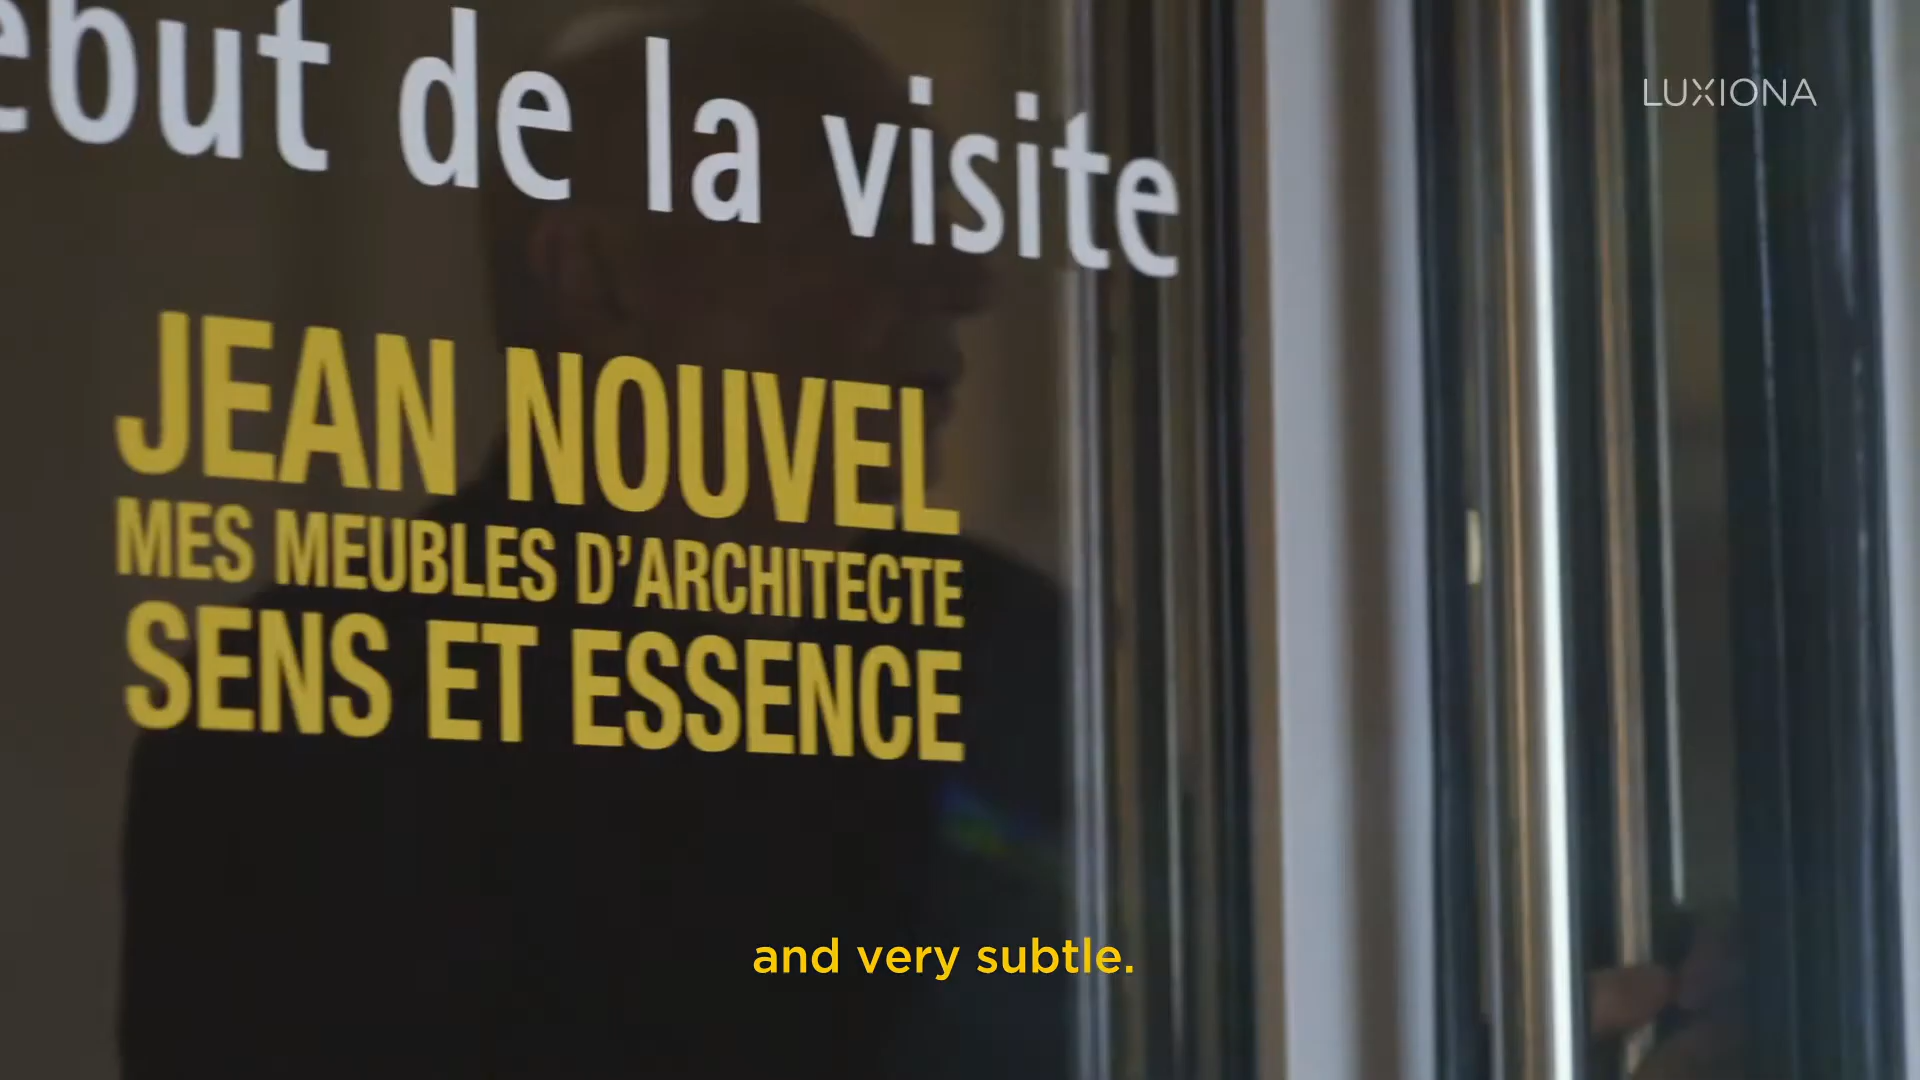 ebut de la visite
LUXIONA
JEAN NOUVEL
MES MEUBLES D'ARCHITECTE
SENS ET ESSENCE
and very subtle.